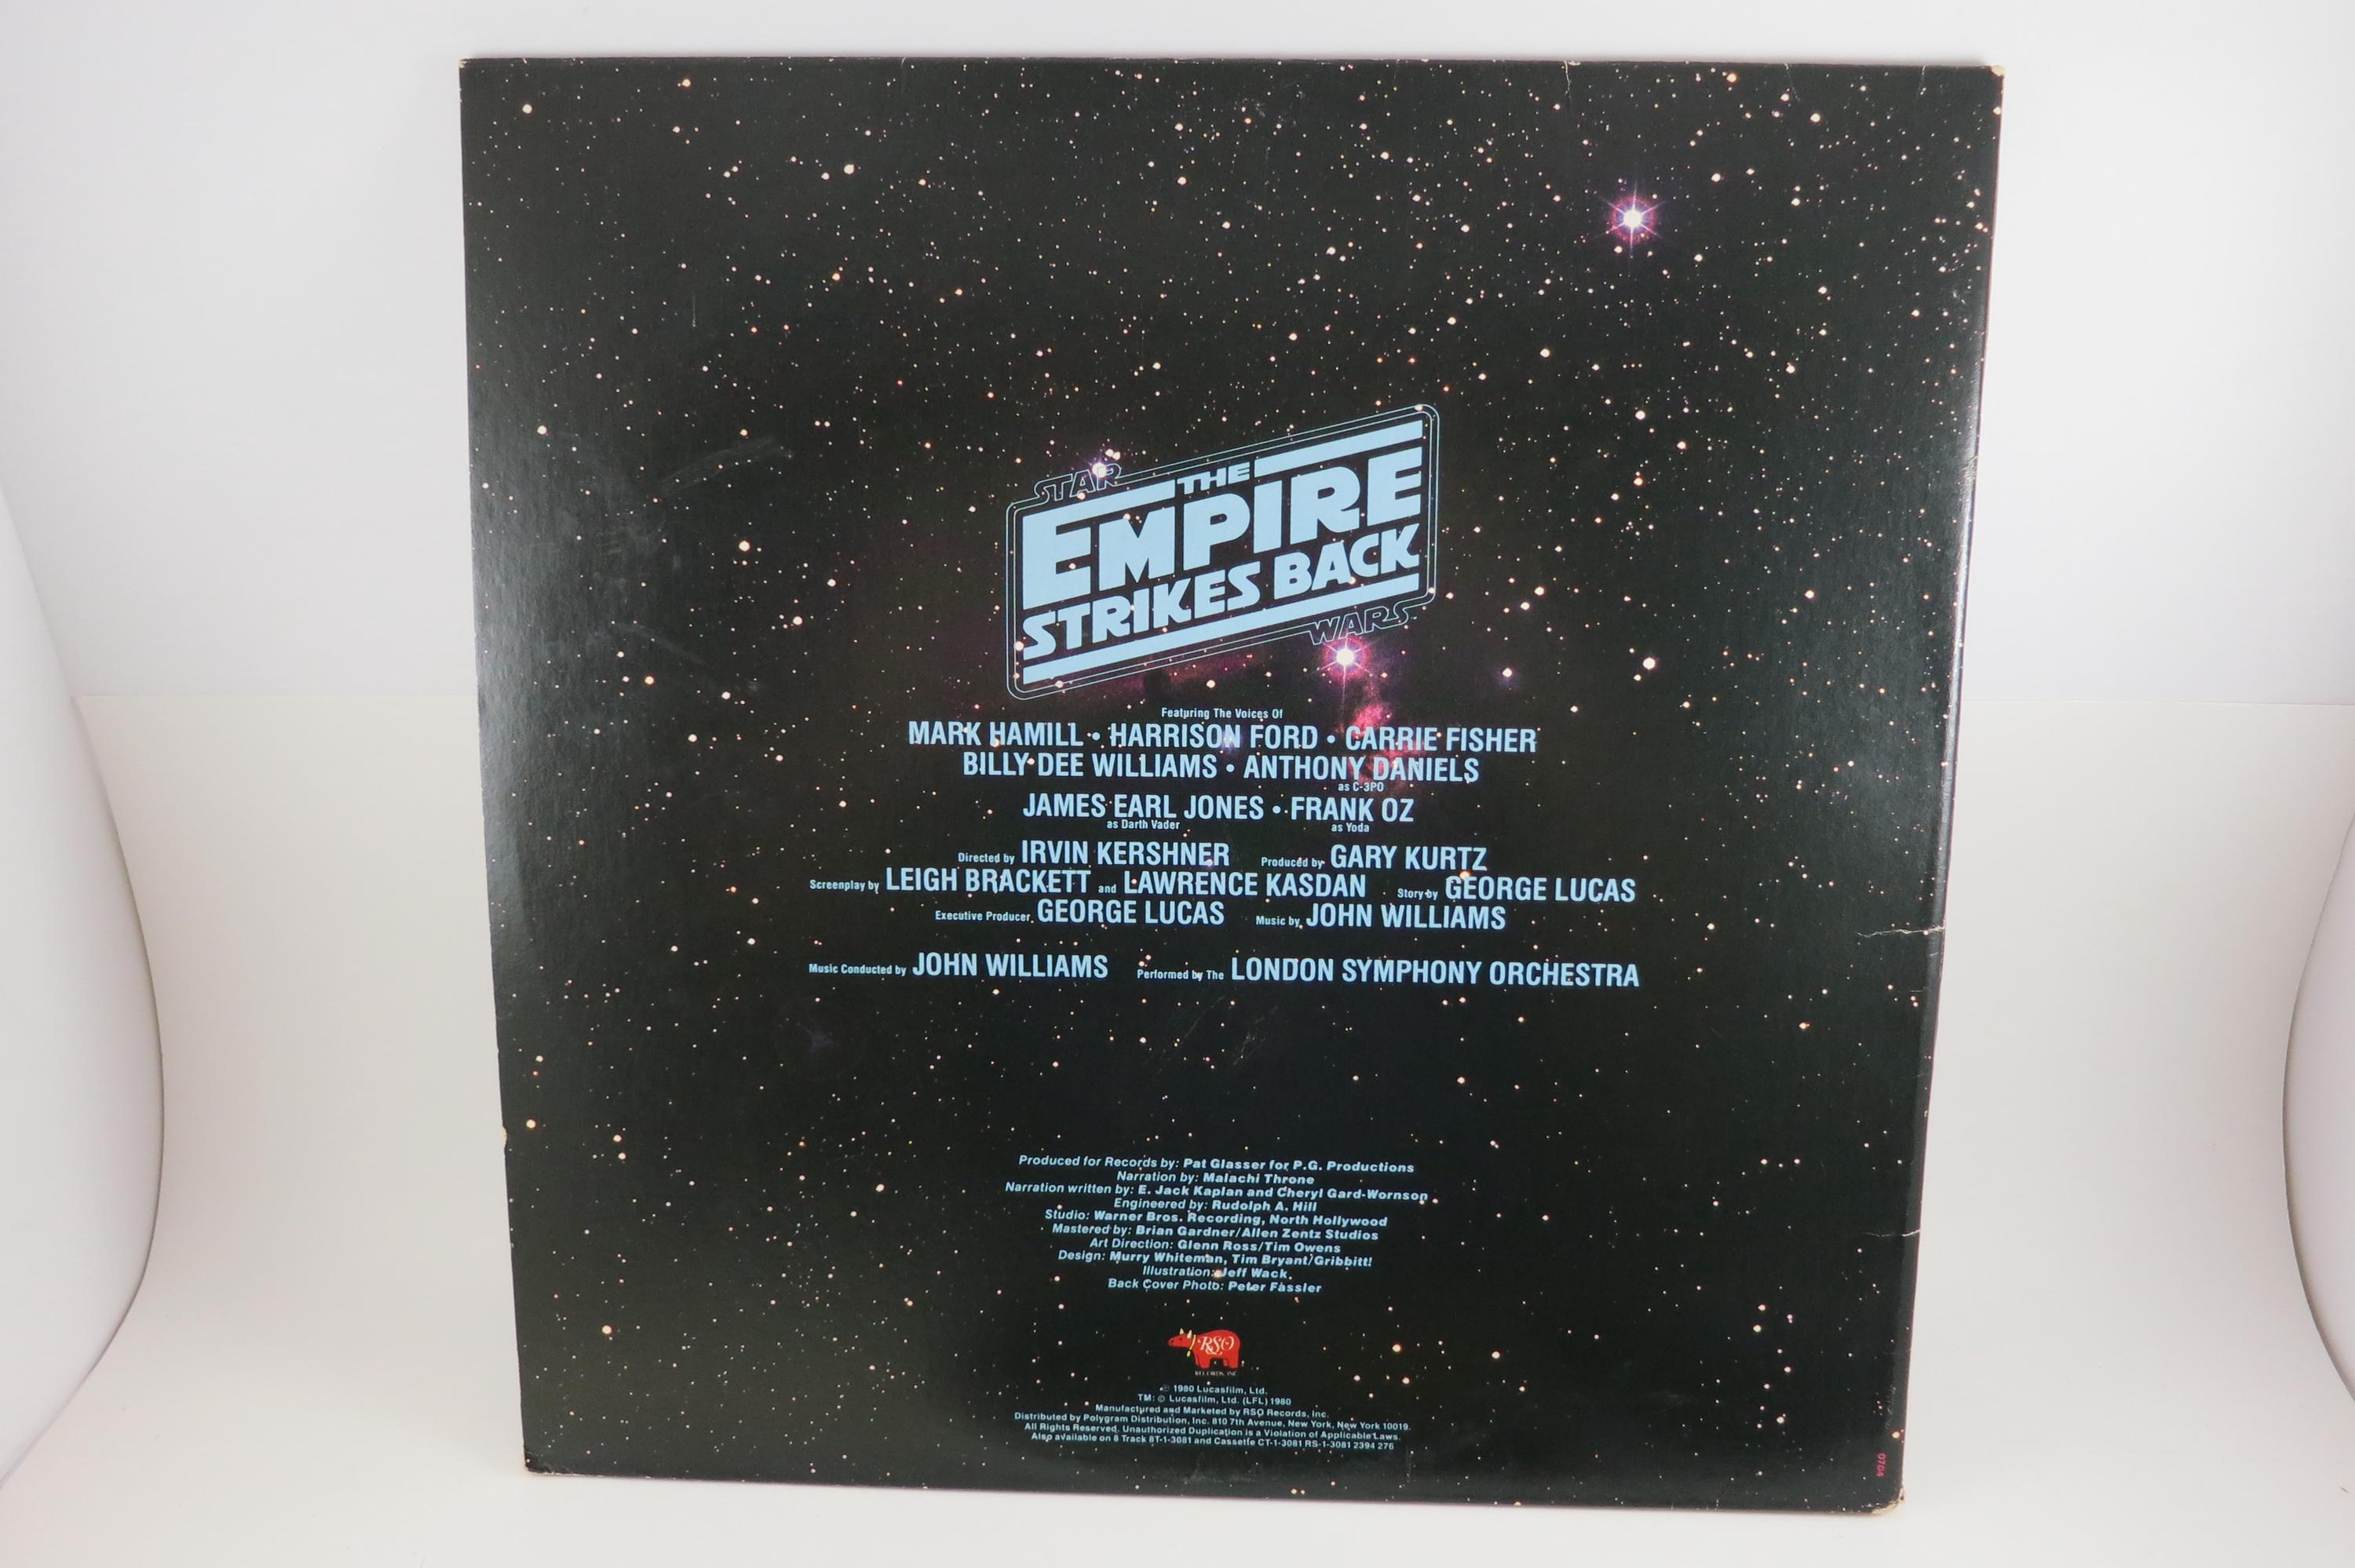 STAR
THE
EMPIRE
STRIKES BACK
WARS
Featuring The Voices Of
MARK HAMILL • HARRISON FORD • CARRIE FISHER
BILLY DEE WILLIAMS • ANTHONY DANIELS
as C-3PO
JAMES EARL JONES • FRANK OZ
as Darth Vader as Yoda
Directed by IRVIN KERSHNER Produced by GARY KURTZ
Screenplay by LEIGH BRACKETT and LAWRENCE KASDAN Story by GEORGE LUCAS
Executive Producer GEORGE LUCAS Music by JOHN WILLIAMS
Music Conducted by JOHN WILLIAMS Performed by The LONDON SYMPHONY ORCHESTRA
Produced for Records by: Pat Glasser for P.G. Productions
Narration by: Malachi Throne
Narration written by: E. Jack Kaplan and Cheryl Gard-Wornson
Engineered by: Rudolph A. Hill
Studio: Warner Bros. Recording, North Hollywood
Mastered by: Brian Gardner/Allen Zentz Studios
Art Direction: Glenn Ross/Tim Owens
Design: Murry Whiteman, Tim Bryant/Gribbitt!
Illustration: Jeff Wack
Back Cover Photo: Peter Fassler
RSO
RECORDS, INC.
℗ 1980 Lucasfilm, Ltd.
TM: © Lucasfilm, Ltd. (LFL) 1980
Manufactured and Marketed by RSO Records, Inc.
Distributed by Polygram Distribution, Inc. 810 7th Avenue, New York, New York 10019.
All Rights Reserved. Unauthorized Duplication is a Violation of Applicable Laws.
Also available on 8 Track 8T-1-3081 and Cassette CT-1-3081 RS-1-3081 2394 276
0704